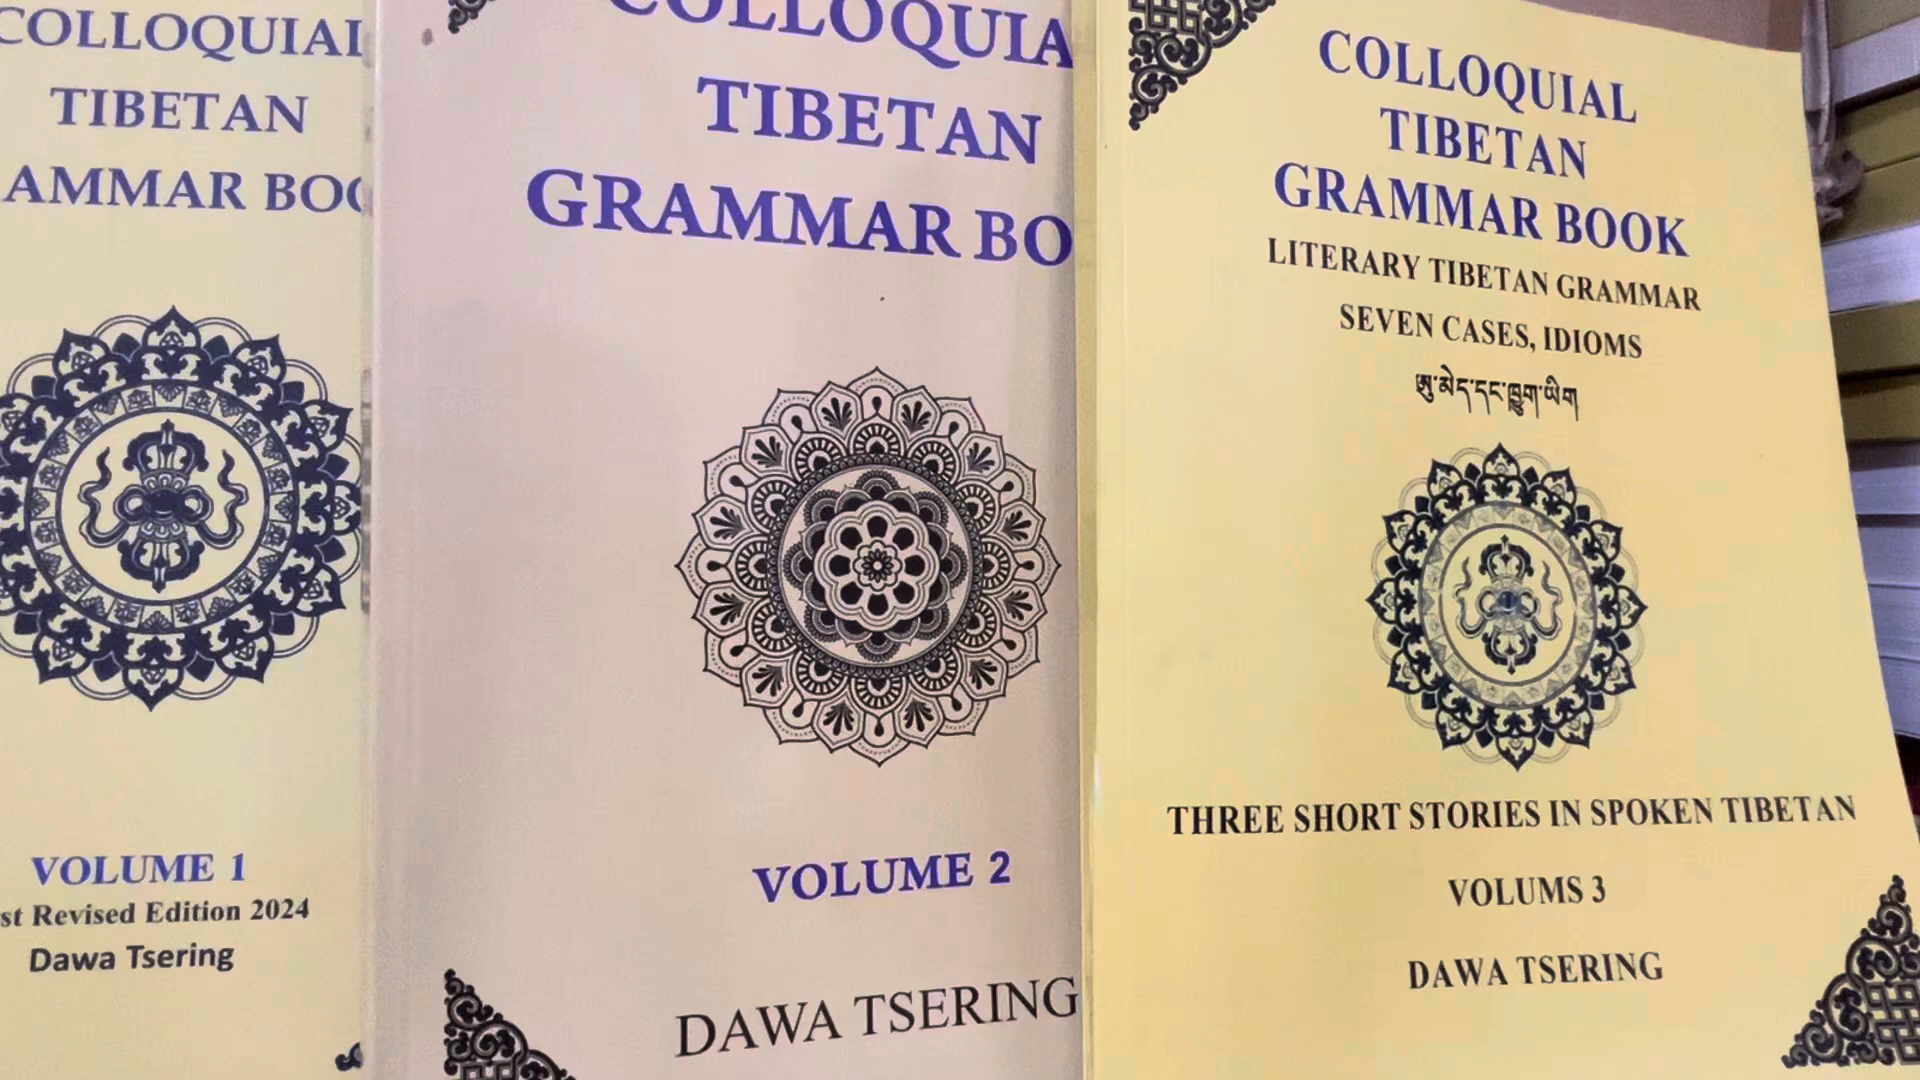 COLLOQUIAL
TIBETAN
AMMAR BOO
VOLUME 1
st Revised Edition 2024
Dawa Tsering
COLLOQUIA
TIBETAN
GRAMMAR BO
VOLUME 2
DAWA TSERING
COLLOQUIAL
TIBETAN
GRAMMAR BOOK
LITERARY TIBETAN GRAMMAR
SEVEN CASES, IDIOMS
ཨུ་མེད་དང་ཁྱུག་ཡིག
THREE SHORT STORIES IN SPOKEN TIBETAN
VOLUMS 3
DAWA TSERING